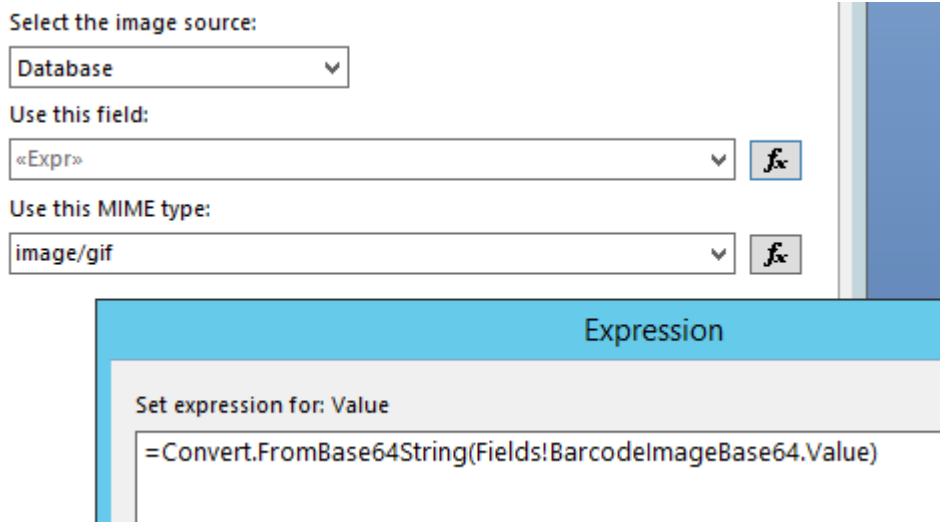 Select the image source:
Database
Use this field:
«Expr»
fx
Use this MIME type:
image/gif
fx
Expression
Set expression for: Value
=Convert.FromBase64String(Fields!BarcodeImageBase64.Value)